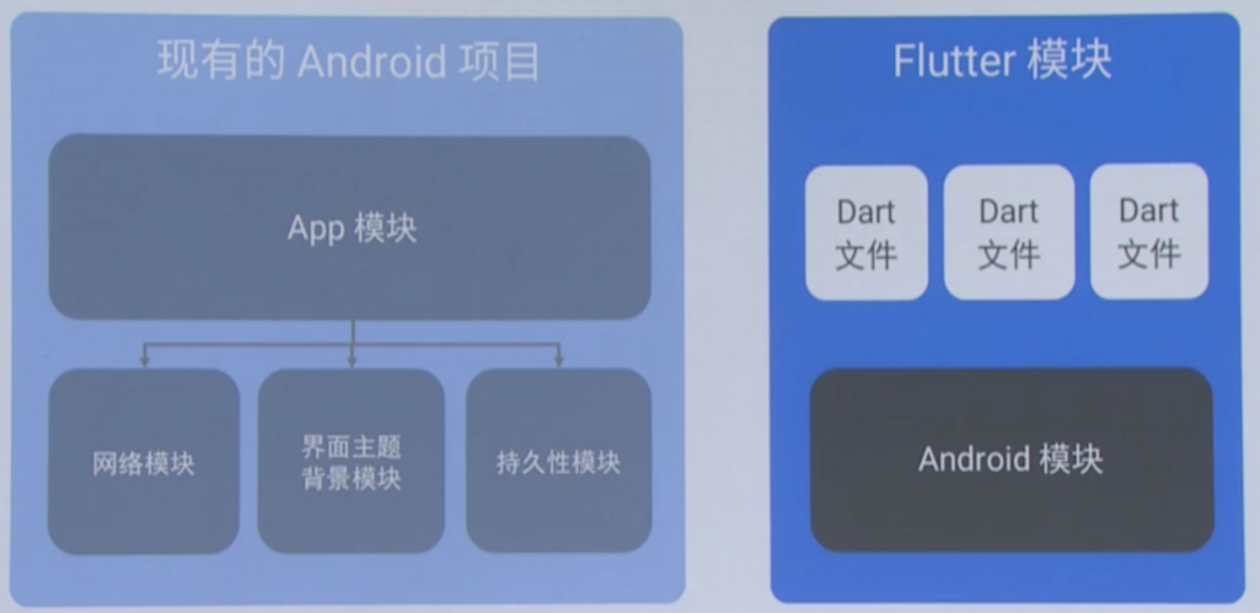 现有的 Android 项目
App 模块
网络模块
界面主题
背景模块
持久性模块
Flutter 模块
Dart
文件
Dart
文件
Dart
文件
Android 模块